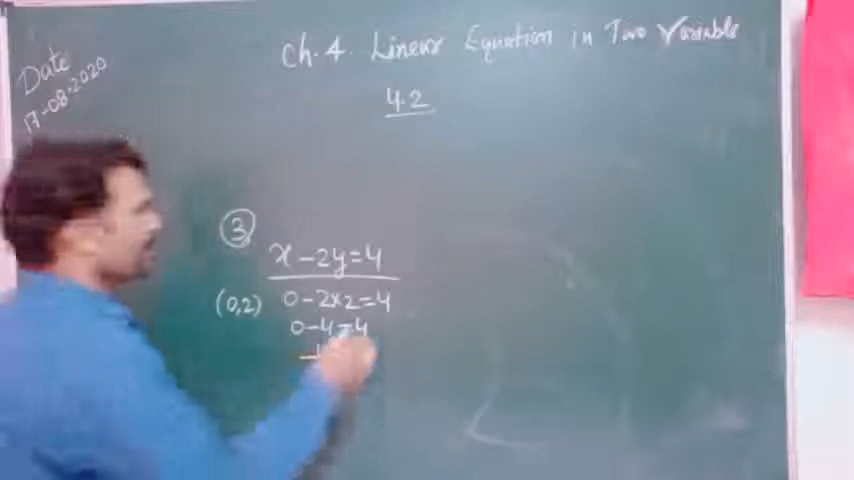 Ch.4. Linear Equation in Two Variable
Date
17-08-2020
4.2
3
x-2y=4
(0,2) 0-2x2=4
0-4=4